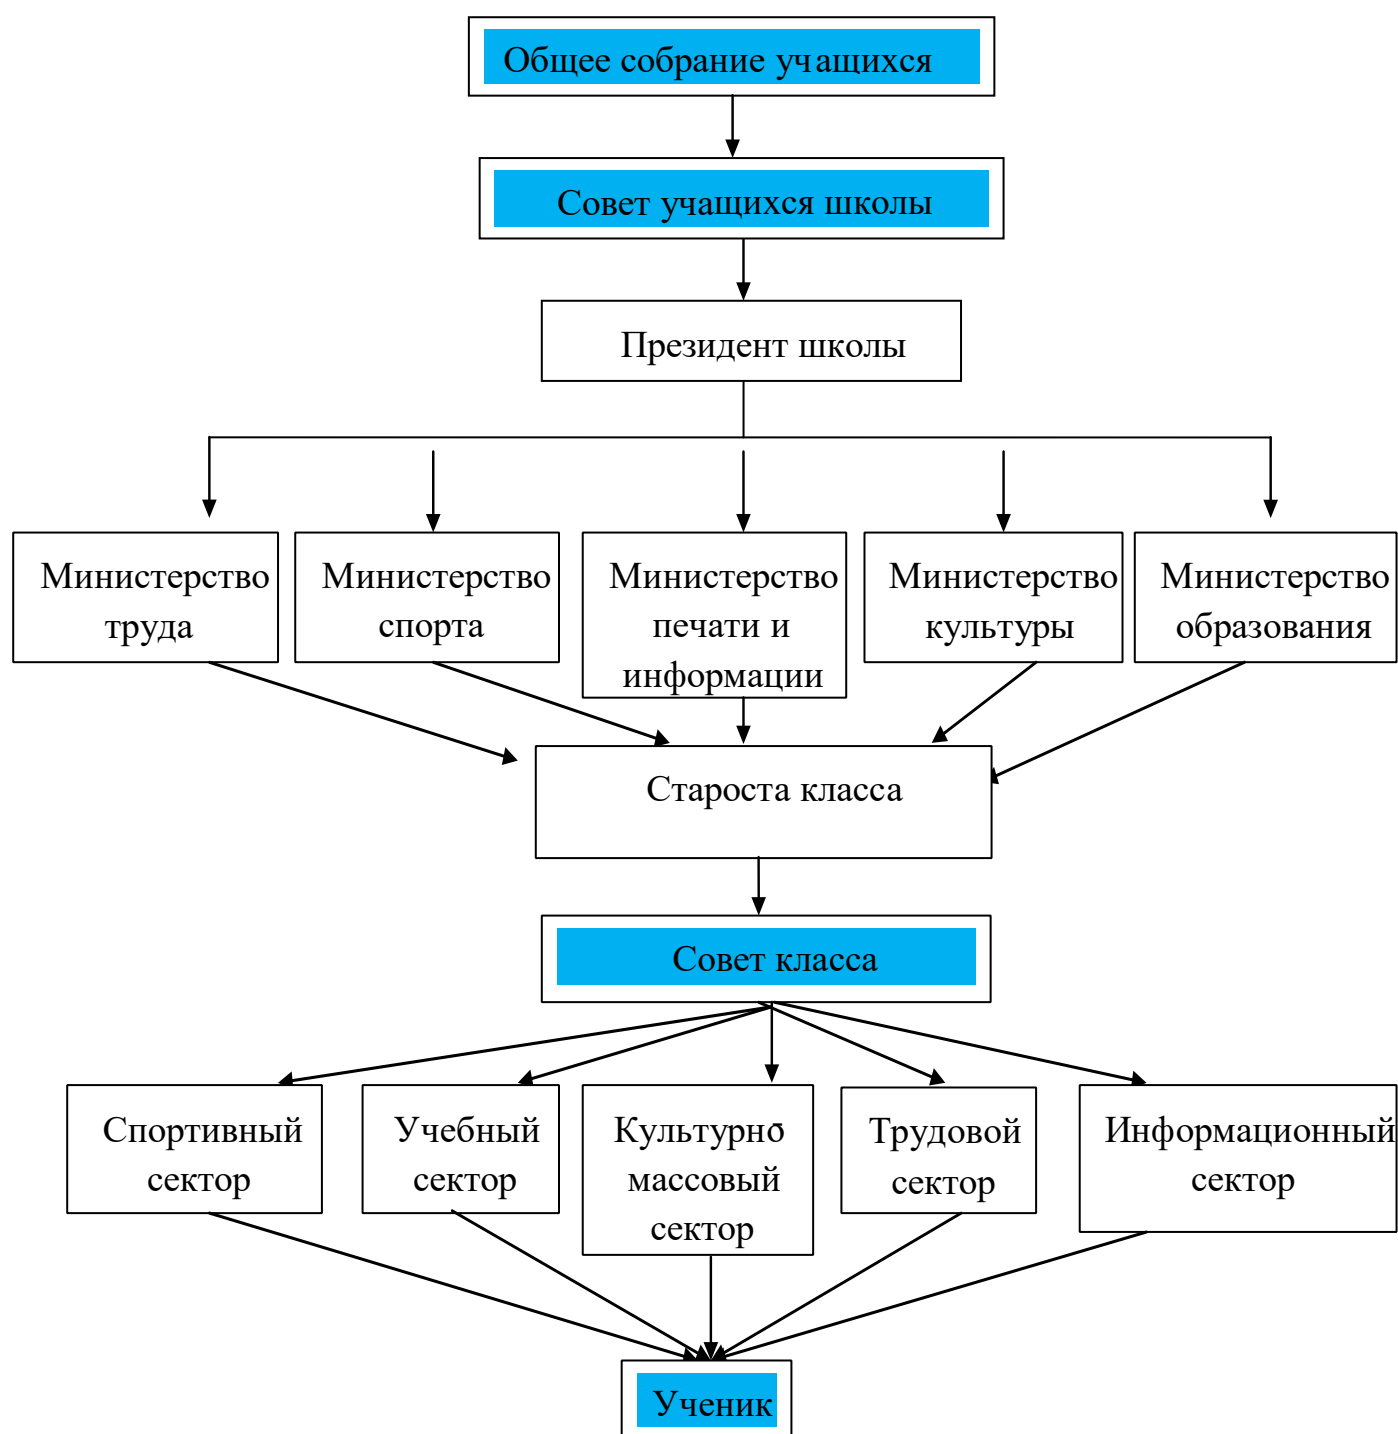 Общее собрание учащихся
Совет учащихся школы
Президент школы
Министерство
труда
Министерство
спорта
Министерство
печати и
информации
Министерство
культуры
Министерство
образования
Староста класса
Совет класса
Спортивный
сектор
Учебный
сектор
Культурно-
массовый
сектор
Трудовой
сектор
Информационный
сектор
Ученик